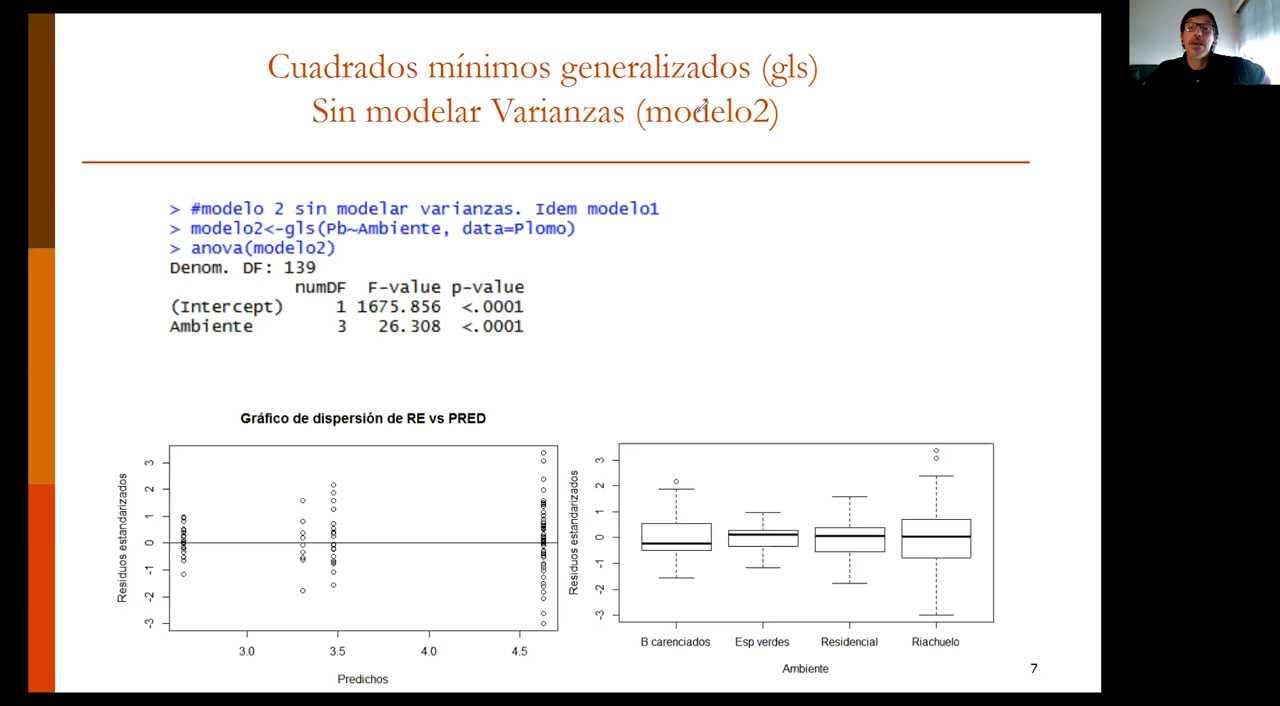 Cuadrados mínimos generalizados (gls)
Sin modelar Varianzas (modelo2)
> #modelo 2 sin modelar varianzas. Idem modelo1
> modelo2<-gls(Pb~Ambiente, data=Plomo)
> anova(modelo2)
Denom. DF: 139
numDF F-value p-value
(Intercept) 1 1675.856 <.0001
Ambiente 3 26.308 <.0001
Gráfico de dispersión de RE vs PRED
Residuos estandarizados
3
2
1
0
-1
-2
-3
3.0 3.5 4.0 4.5
Predichos
Residuos estandarizados
3
2
1
0
-1
-2
-3
B carenciados Esp verdes Residencial Riachuelo
Ambiente
7